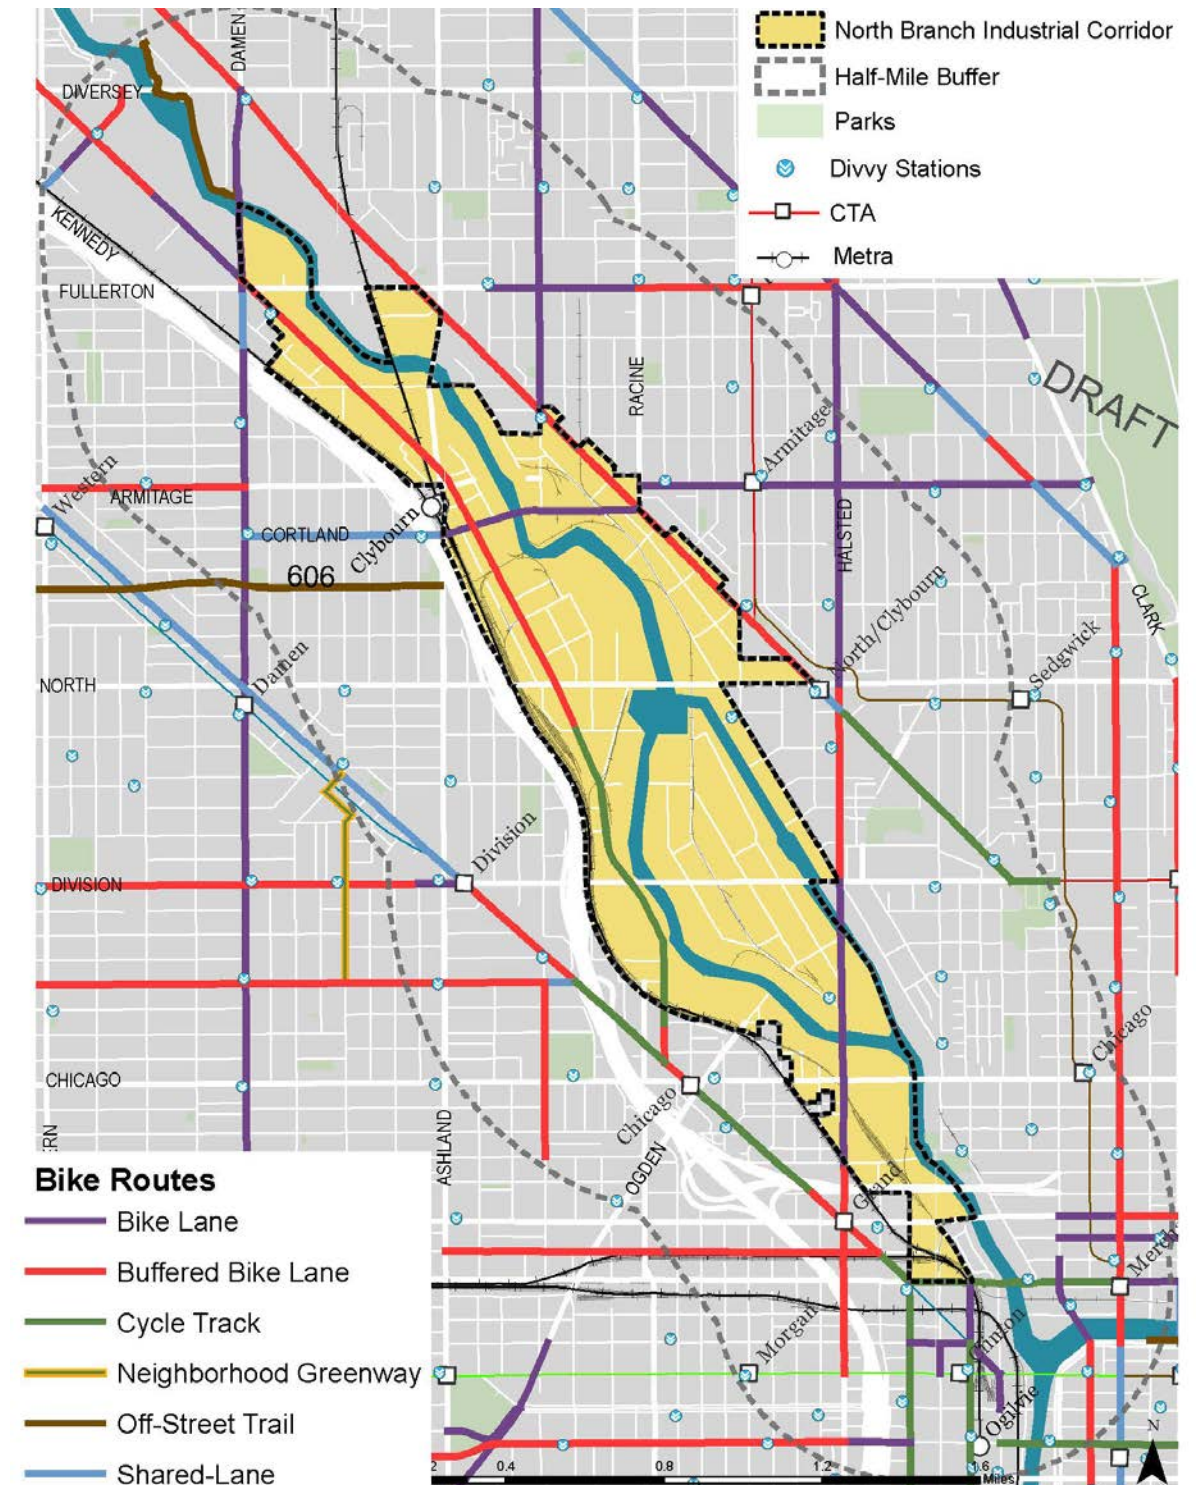 North Branch Industrial Corridor
Half-Mile Buffer
Parks
Divvy Stations
CTA
Metra
DAMEN
DIVERSEY
KENNEDY
FULLERTON
RACINE
DRAFT
Armitage
Western
ARMITAGE
CORTLAND
Clybourn
HALSTED
606
North/Clybourn
CLARK
Sedgwick
Damen
NORTH
Division
DIVISION
Chicago
CHICAGO
Chicago
ERN
ASHLAND
OGDEN
Grand
Merch
Morgan
Clinton
Ogilvie
Bike Routes
Bike Lane
Buffered Bike Lane
Cycle Track
Neighborhood Greenway
Off-Street Trail
Shared-Lane
N
2 0.4 0.8 1.2 1.6
Miles